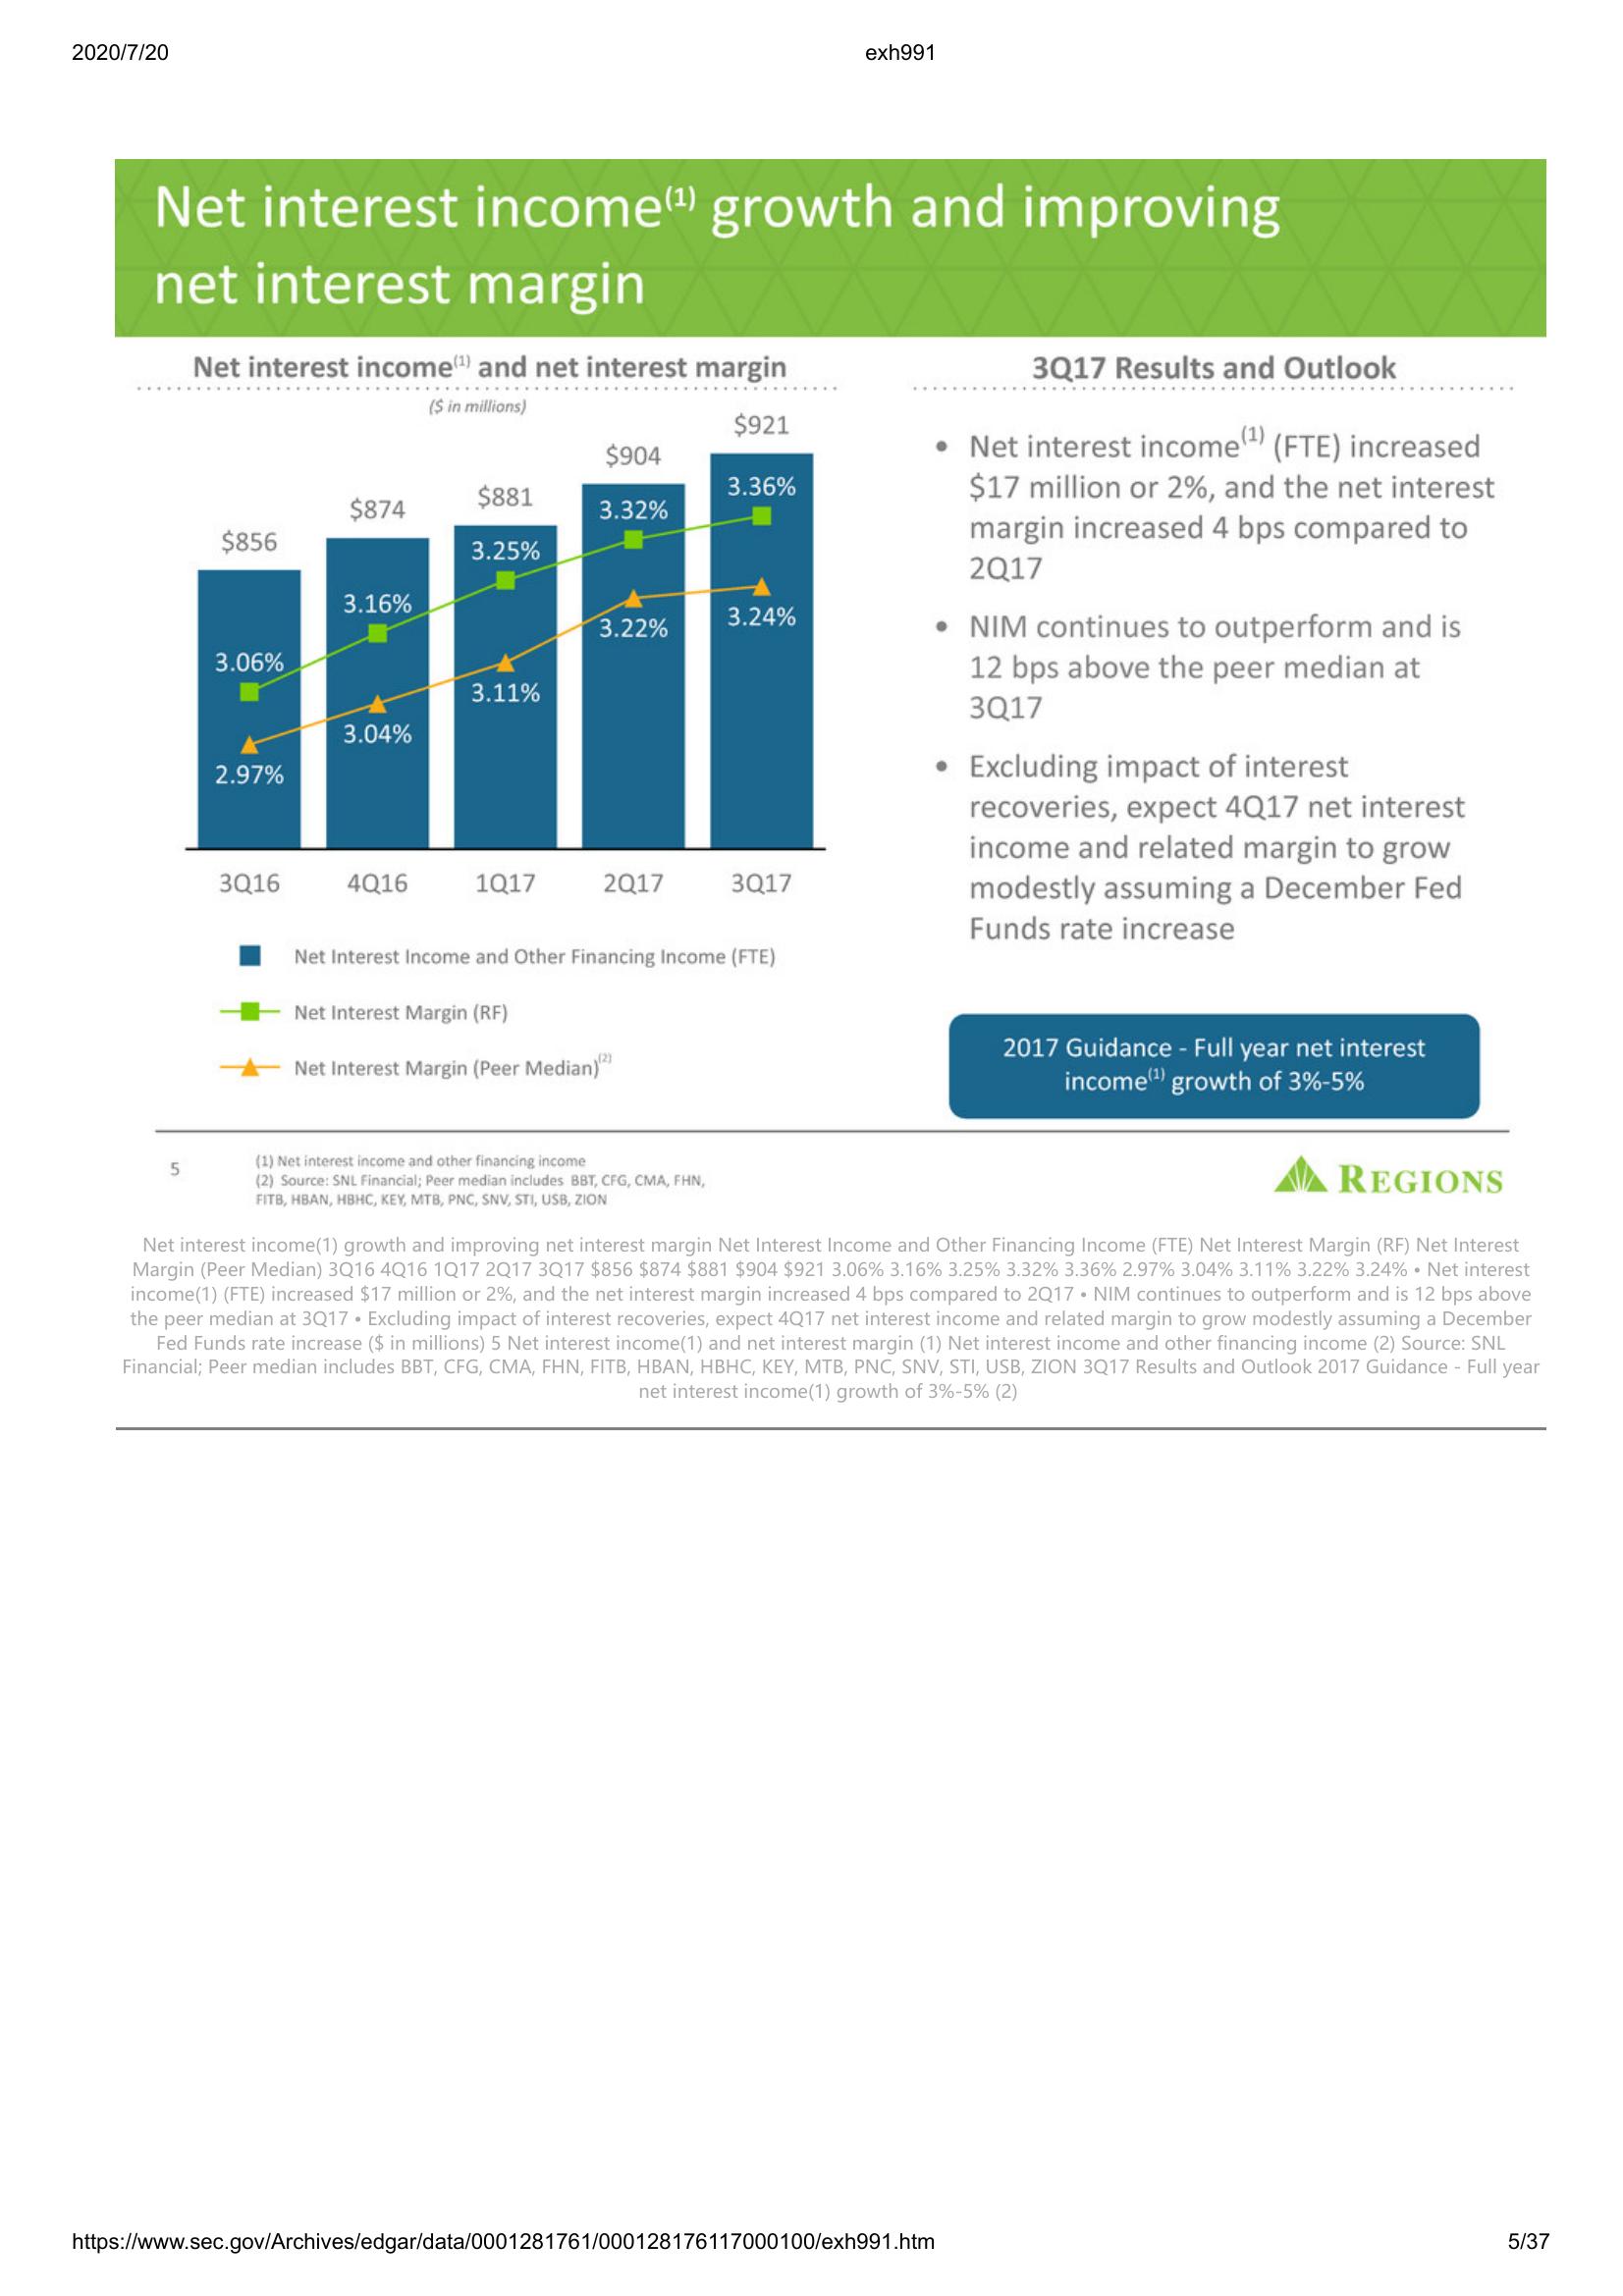 2020/7/20
exh991
Net interest income(1) growth and improving
net interest margin
Net interest income(1) and net interest margin
($ in millions)
$856
$874
$881
$904
$921
3.06%
3.16%
3.25%
3.32%
3.36%
2.97%
3.04%
3.11%
3.22%
3.24%
3Q16
4Q16
1Q17
2Q17
3Q17
Net Interest Income and Other Financing Income (FTE)
Net Interest Margin (RF)
Net Interest Margin (Peer Median)(2)
3Q17 Results and Outlook
• Net interest income(1) (FTE) increased
$17 million or 2%, and the net interest
margin increased 4 bps compared to
2Q17
• NIM continues to outperform and is
12 bps above the peer median at
3Q17
• Excluding impact of interest
recoveries, expect 4Q17 net interest
income and related margin to grow
modestly assuming a December Fed
Funds rate increase
2017 Guidance - Full year net interest
income(1) growth of 3%-5%
5
(1) Net interest income and other financing income
(2) Source: SNL Financial; Peer median includes BBT, CFG, CMA, FHN,
FITB, HBAN, HBHC, KEY, MTB, PNC, SNV, STI, USB, ZION
REGIONS
Net interest income(1) growth and improving net interest margin Net Interest Income and Other Financing Income (FTE) Net Interest Margin (RF) Net Interest
Margin (Peer Median) 3Q16 4Q16 1Q17 2Q17 3Q17 $856 $874 $881 $904 $921 3.06% 3.16% 3.25% 3.32% 3.36% 2.97% 3.04% 3.11% 3.22% 3.24% • Net interest
income(1) (FTE) increased $17 million or 2%, and the net interest margin increased 4 bps compared to 2Q17 • NIM continues to outperform and is 12 bps above
the peer median at 3Q17 • Excluding impact of interest recoveries, expect 4Q17 net interest income and related margin to grow modestly assuming a December
Fed Funds rate increase ($ in millions) 5 Net interest income(1) and net interest margin (1) Net interest income and other financing income (2) Source: SNL
Financial; Peer median includes BBT, CFG, CMA, FHN, FITB, HBAN, HBHC, KEY, MTB, PNC, SNV, STI, USB, ZION 3Q17 Results and Outlook 2017 Guidance - Full year
net interest income(1) growth of 3%-5% (2)
https://www.sec.gov/Archives/edgar/data/0001281761/000128176117000100/exh991.htm
5/37